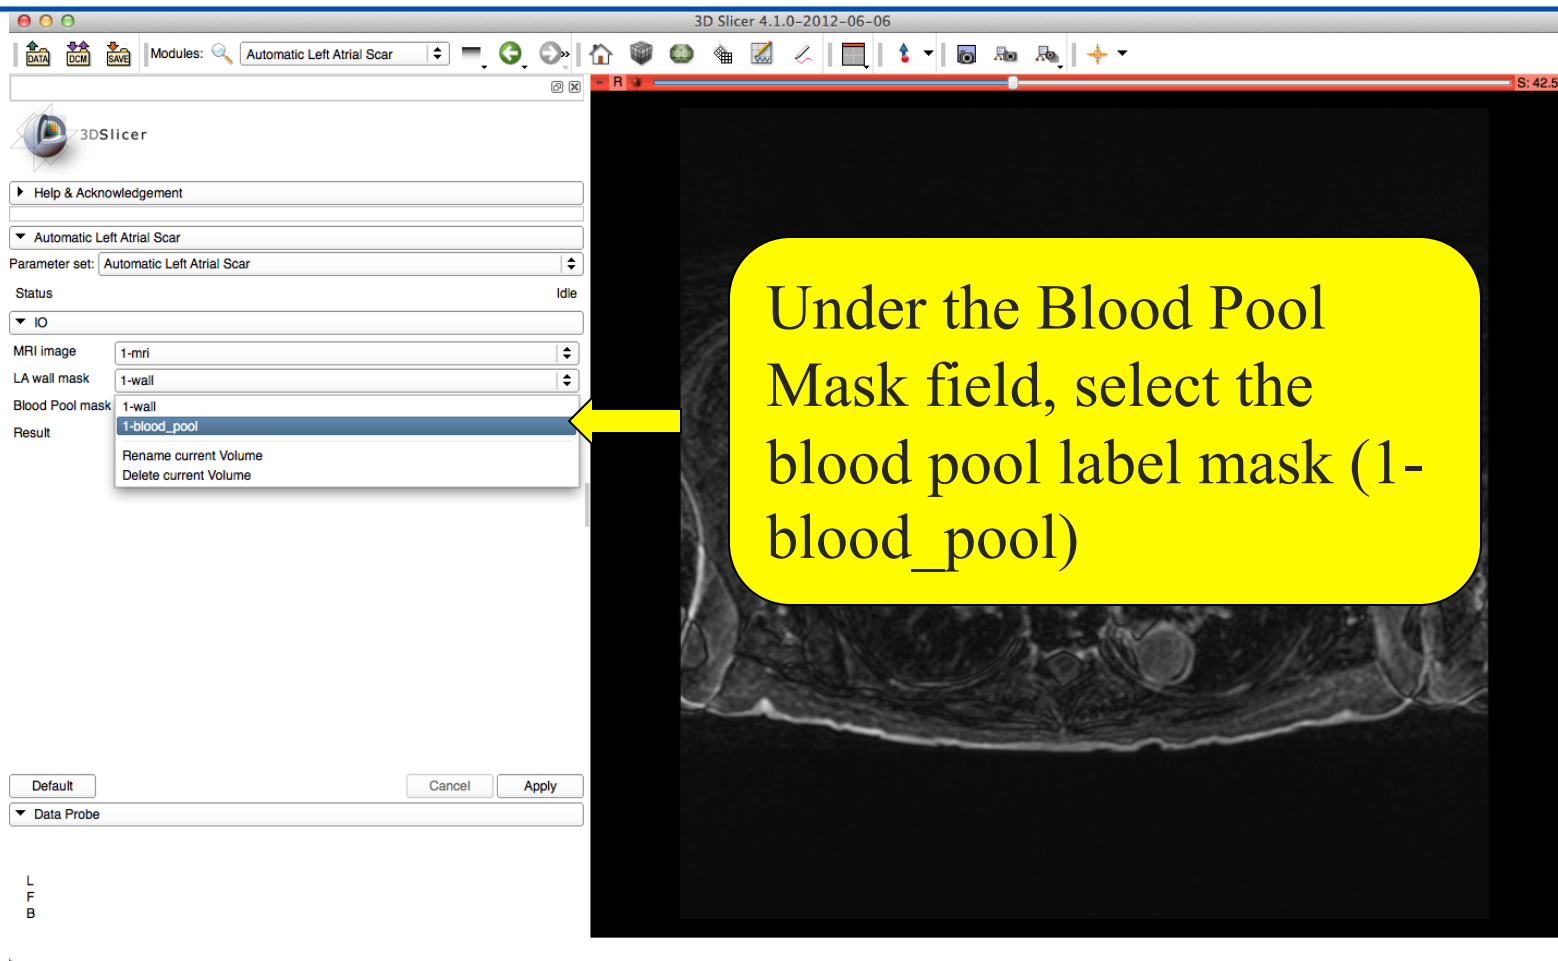 3D Slicer 4.1.0-2012-06-06
DATA DCM SAVE Modules: Automatic Left Atrial Scar
R S: 42.5
3DSlicer
Help & Acknowledgement
Automatic Left Atrial Scar
Parameter set: Automatic Left Atrial Scar
Status Idle
IO
MRI image 1-mri
LA wall mask 1-wall
Blood Pool mask 1-wall
1-blood_pool
Result
Rename current Volume
Delete current Volume
Under the Blood Pool
Mask field, select the
blood pool label mask (1-
blood_pool)
Default Cancel Apply
Data Probe
L
F
B